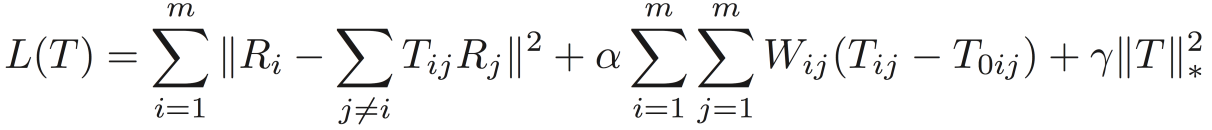 L(T) = \sum_{i=1}^{m} \|R_i - \sum_{j \neq i} T_{ij} R_j\|^2 + \alpha \sum_{i=1}^{m} \sum_{j=1}^{m} W_{ij}(T_{ij} - T_{0ij}) + \gamma \|T\|_*^2